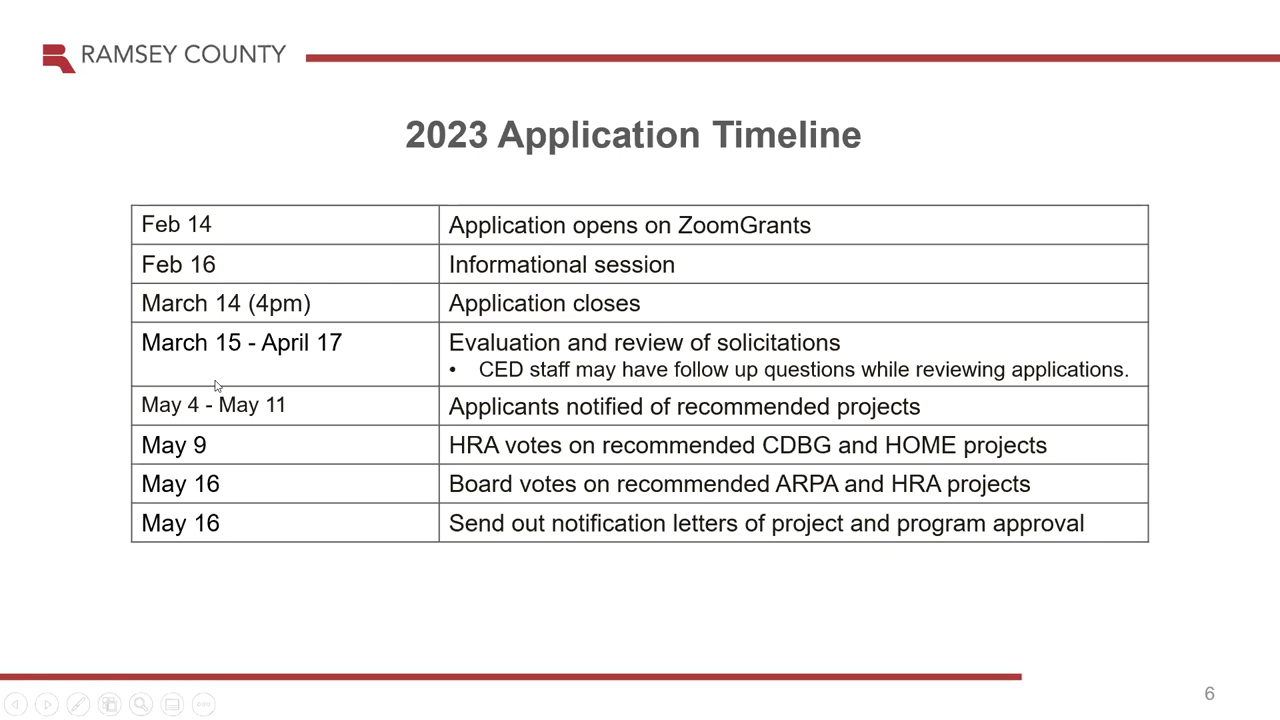 RAMSEY COUNTY
2023 Application Timeline
Feb 14 Application opens on ZoomGrants
Feb 16 Informational session
March 14 (4pm) Application closes
March 15 - April 17 Evaluation and review of solicitations
• CED staff may have follow up questions while reviewing applications.
May 4 - May 11 Applicants notified of recommended projects
May 9 HRA votes on recommended CDBG and HOME projects
May 16 Board votes on recommended ARPA and HRA projects
May 16 Send out notification letters of project and program approval
6